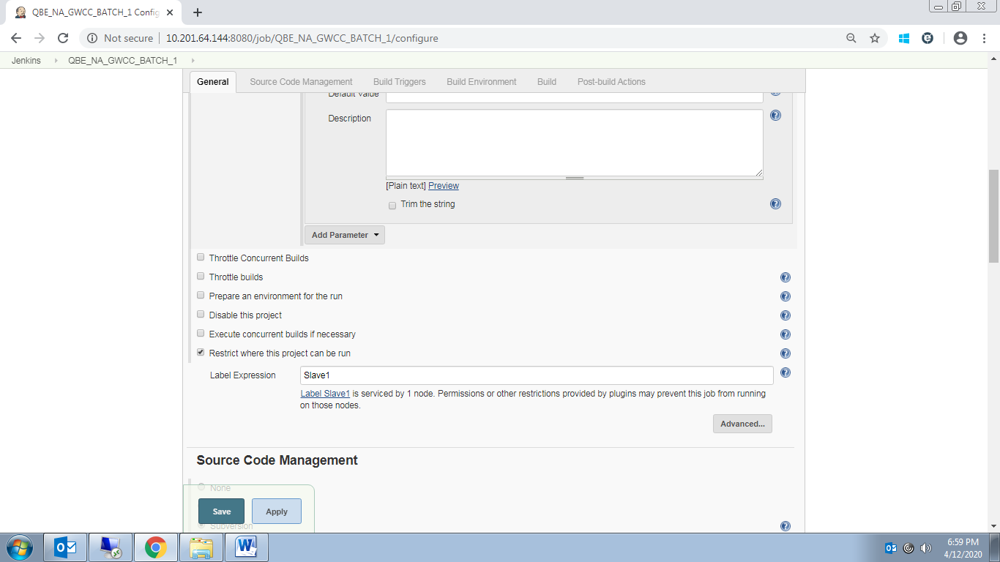 QBE_NA_GWCC_BATCH_1 Config
Not secure
10.201.64.144:8080/job/QBE_NA_GWCC_BATCH_1/configure
Jenkins
QBE_NA_GWCC_BATCH_1
General
Source Code Management
Build Triggers
Build Environment
Build
Post-build Actions
Default Value
Description
[Plain text] Preview
Trim the string
Add Parameter
Throttle Concurrent Builds
Throttle builds
Prepare an environment for the run
Disable this project
Execute concurrent builds if necessary
Restrict where this project can be run
Label Expression
Slave1
Label Slave1 is serviced by 1 node. Permissions or other restrictions provided by plugins may prevent this job from running
on those nodes.
Advanced...
Source Code Management
None
Save
Apply
Subversion
6:59 PM
4/12/2020